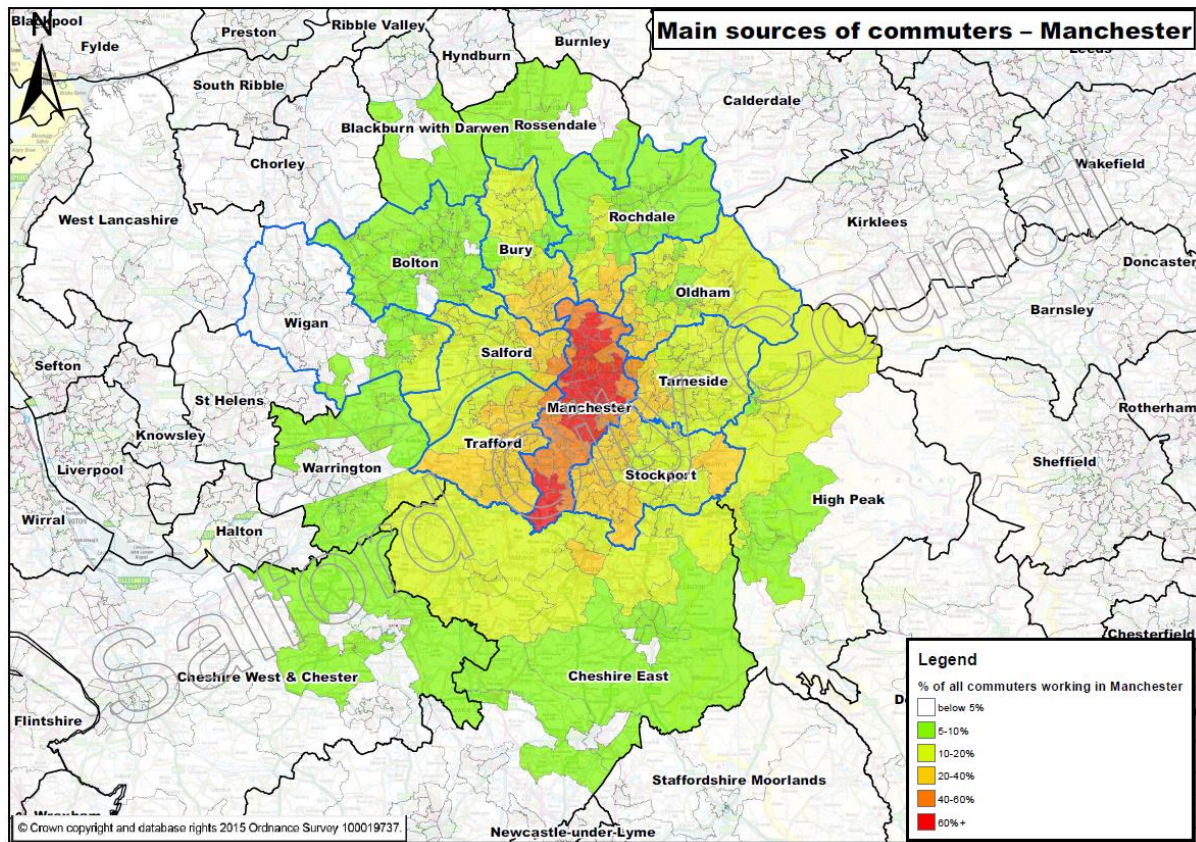 Blackpool
N
Fylde
Preston
Ribble Valley
Hyndburn
Burnley
Main sources of commuters – Manchester
Leeds
South Ribble
Calderdale
Blackburn with Darwen
Rossendale
Chorley
Wakefield
West Lancashire
Rochdale
Kirklees
Bury
Bolton
Doncaster
Oldham
Barnsley
Wigan
Salford
Sefton
Tameside
St Helens
Manchester
Rotherham
Knowsley
Trafford
Liverpool
Warrington
Stockport
Sheffield
High Peak
Wirral
Halton
Chesterfield
Cheshire West & Chester
Cheshire East
Flintshire
Staffordshire Moorlands
Wrexham
Newcastle-under-Lyme
Salford City Council
Legend
% of all commuters working in Manchester
below 5%
5-10%
10-20%
20-40%
40-60%
60%+
© Crown copyright and database rights 2015 Ordnance Survey 100019737.